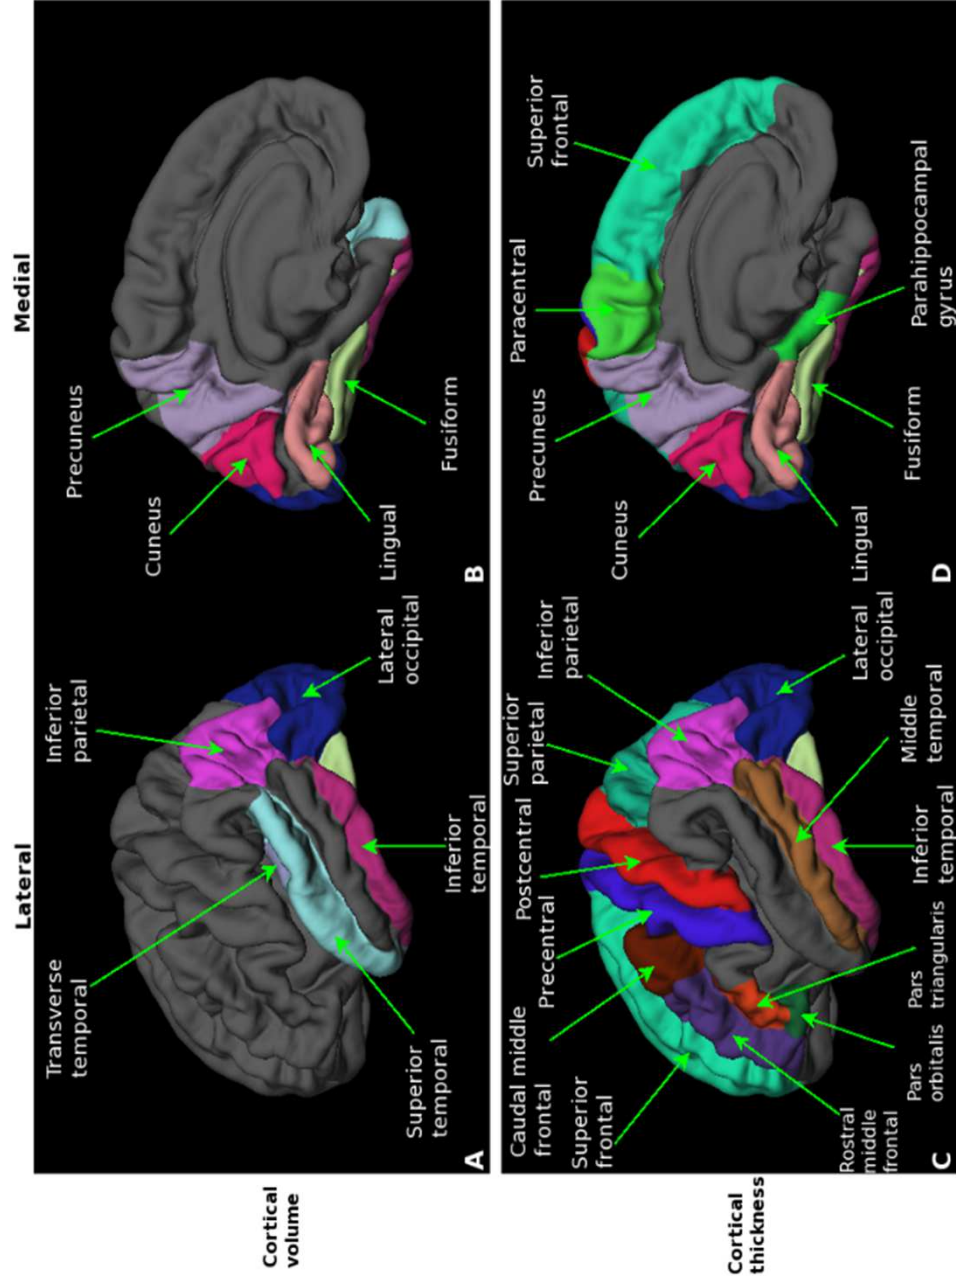 Lateral
Medial
Cortical
volume
Transverse
temporal
Inferior
parietal
Superior
temporal
Inferior
temporal
Lateral
occipital
A
Precuneus
Cuneus
Lingual
Fusiform
B
Cortical
thickness
Caudal middle
frontal
Superior
frontal
Precentral
Postcentral
Superior
parietal
Inferior
parietal
Rostral
middle
frontal
Pars
orbitalis
Pars
triangularis
Inferior
temporal
Middle
temporal
Lateral
occipital
C
Precuneus
Paracentral
Superior
frontal
Cuneus
Lingual
Fusiform
Parahippocampal
gyrus
D